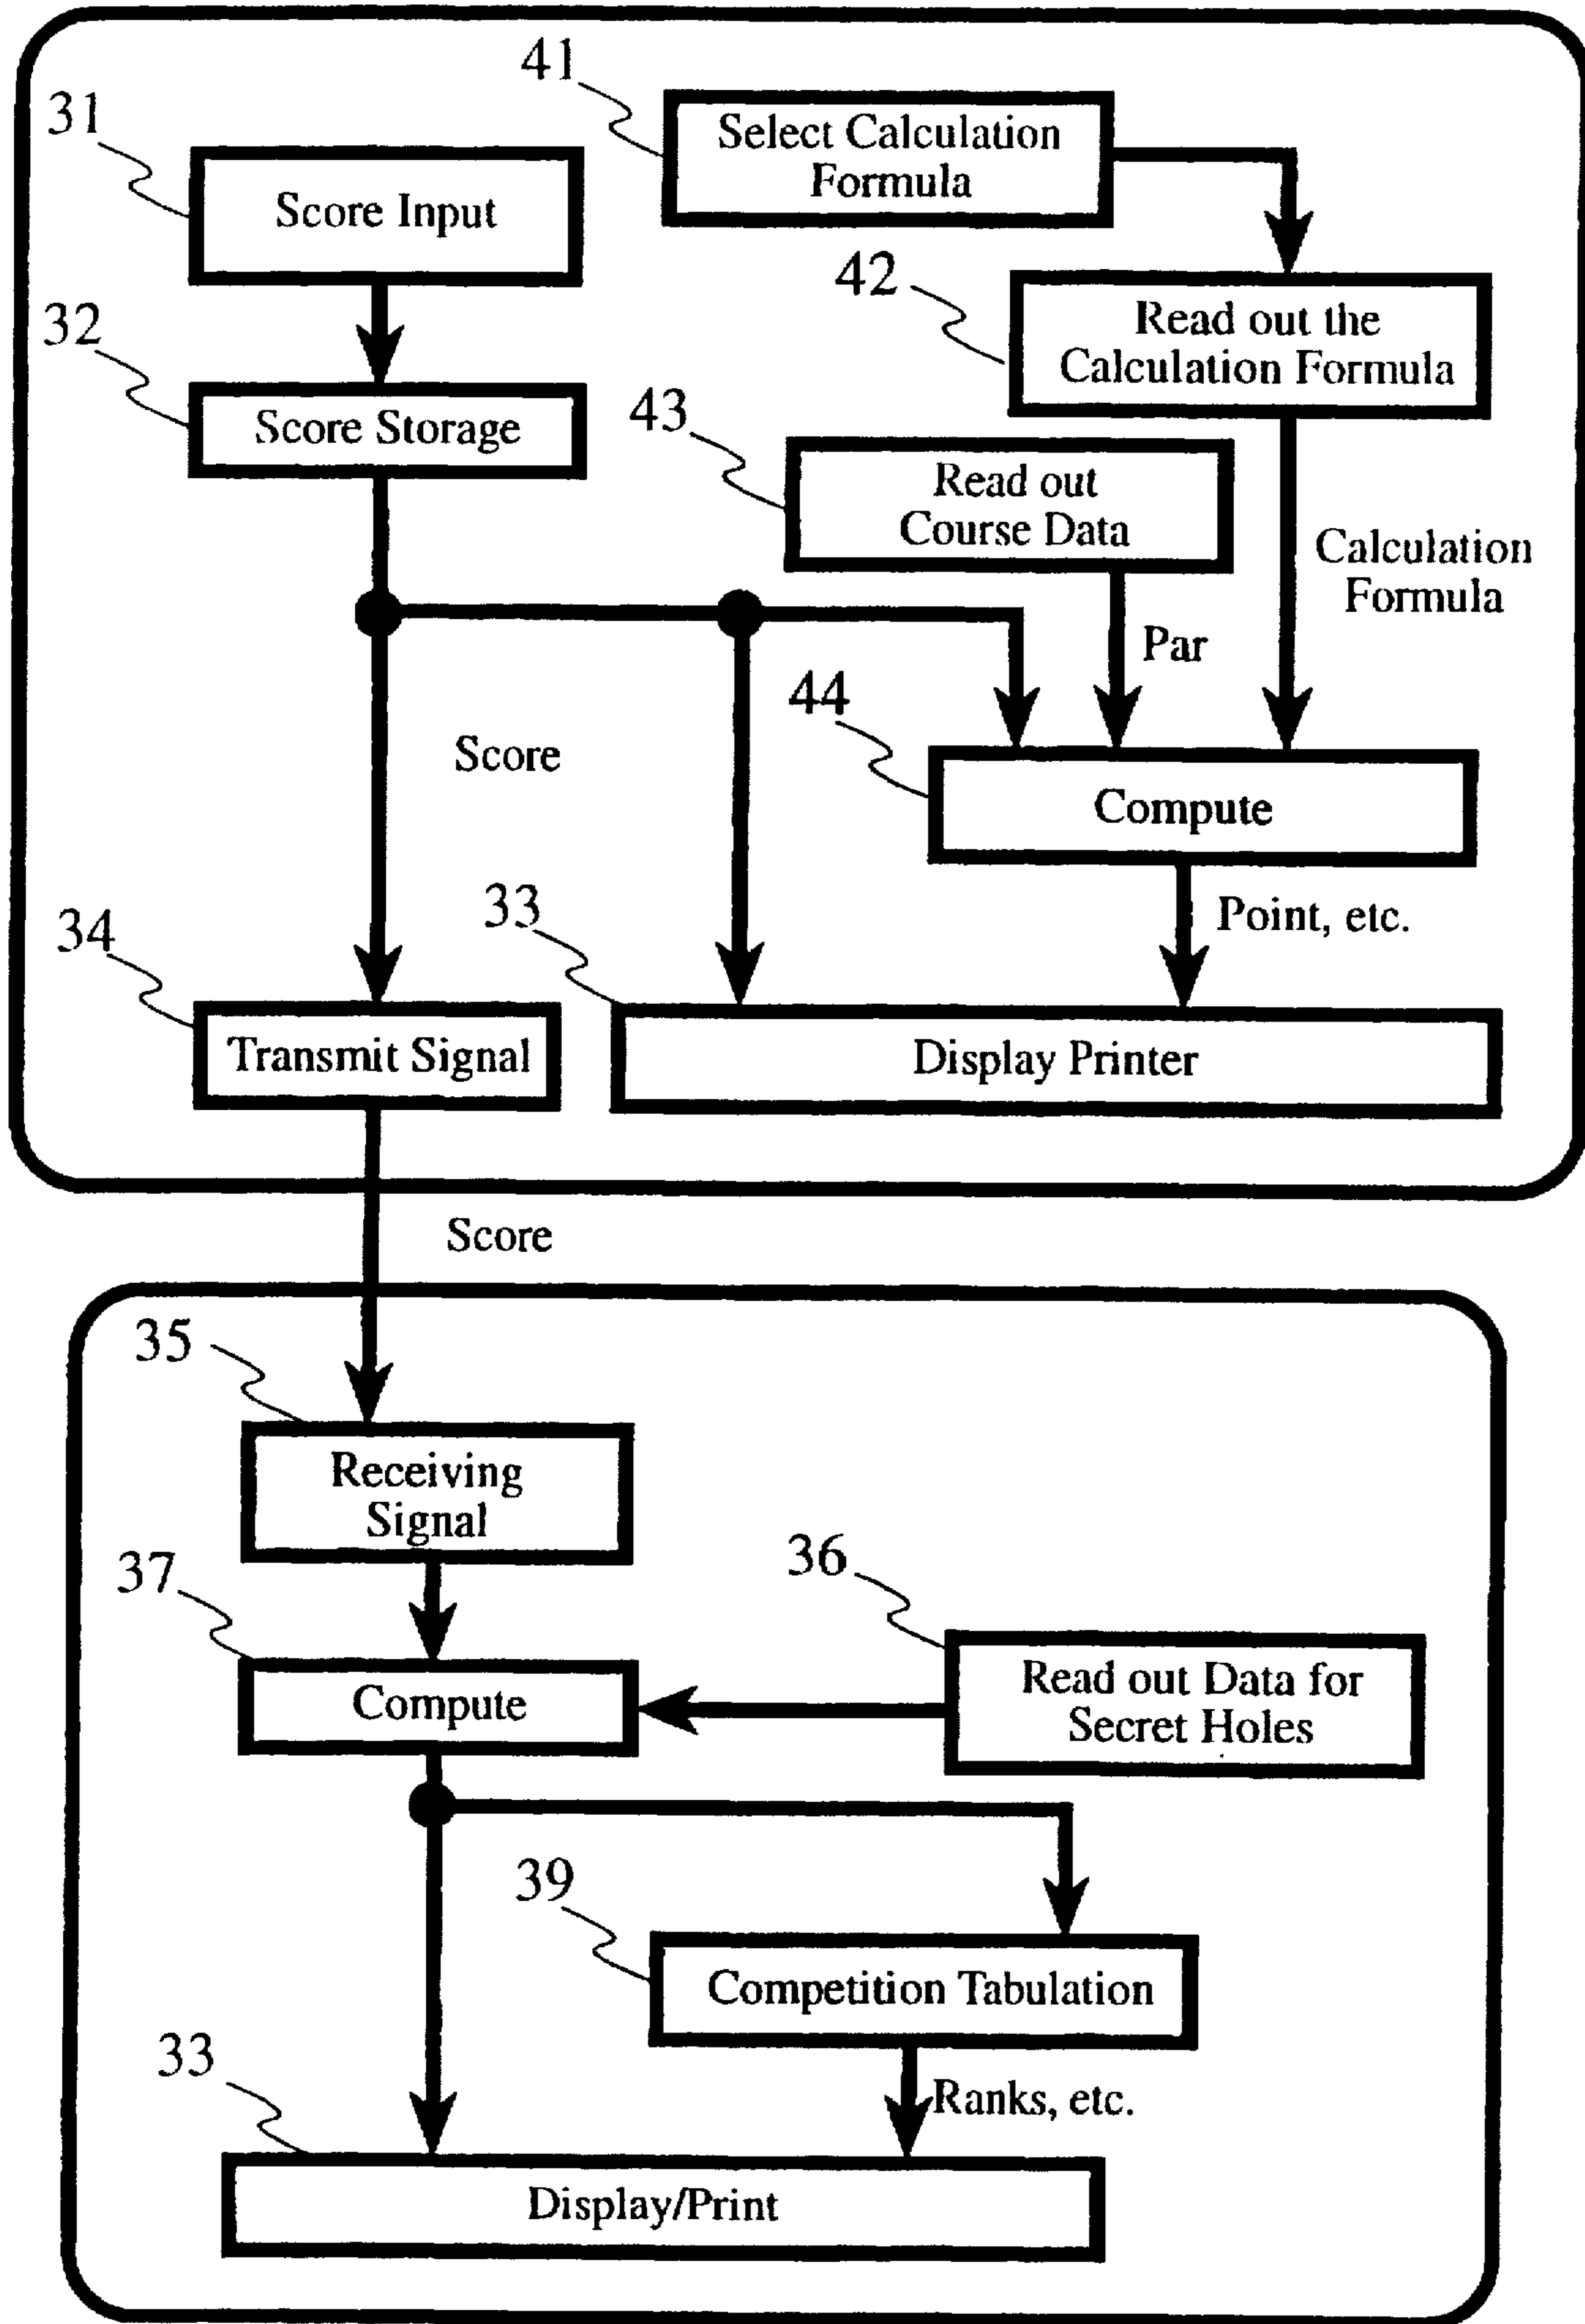 41
Select Calculation
Formula
31
Score Input
42
Read out the
Calculation Formula
32
Score Storage
43
Read out
Course Data
Calculation
Formula
Par
44
Score
Compute
Point, etc.
34
33
Transmit Signal
Display Printer
Score
35
Receiving
Signal
37
36
Compute
Read out Data for
Secret Holes
39
Competition Tabulation
33
Ranks, etc.
Display/Print